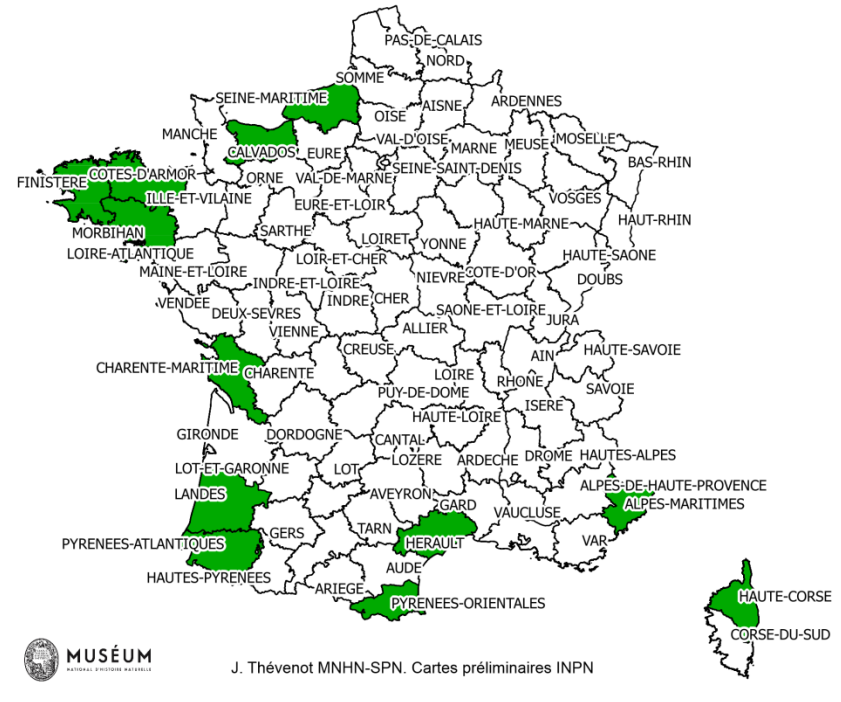 PAS-DE-CALAIS
NORD
SOMME
SEINE-MARITIME
OISE
AISNE
ARDENNES
MANCHE
CALVADOS
EURE
VAL-D'OISE
MARNE
MEUSE
MOSELLE
BAS-RHIN
FINISTERE
COTES-D'ARMOR
ORNE
VAL-DE-MARNE
SEINE-SAINT-DENIS
ILLE-ET-VILAINE
EURE-ET-LOIR
VOSGES
MORBIHAN
SARTHE
LOIRET
YONNE
HAUTE-MARNE
HAUT-RHIN
LOIRE-ATLANTIQUE
LOIR-ET-CHER
HAUTE-SAONE
MAINE-ET-LOIRE
INDRE-ET-LOIRE
NIEVRE
COTE-D'OR
DOUBS
VENDEE
DEUX-SEVRES
INDRE
CHER
SAONE-ET-LOIRE
JURA
VIENNE
ALLIER
CHARENTE-MARITIME
CHARENTE
CREUSE
AIN
HAUTE-SAVOIE
LOIRE
RHONE
SAVOIE
PUY-DE-DOME
ISERE
HAUTE-LOIRE
GIRONDE
DORDOGNE
CANTAL
LOT-ET-GARONNE
LOT
LOZERE
ARDECHE
DROME
HAUTES-ALPES
LANDES
AVEYRON
GARD
VAUCLUSE
ALPES-DE-HAUTE-PROVENCE
ALPES-MARITIMES
PYRENEES-ATLANTIQUES
GERS
TARN
HERAULT
VAR
HAUTES-PYRENEES
ARIEGE
AUDE
PYRENEES-ORIENTALES
HAUTE-CORSE
CORSE-DU-SUD
MUSÉUM
NATIONAL D'HISTOIRE NATURELLE
J. Thévenot MNHN-SPN. Cartes préliminaires INPN